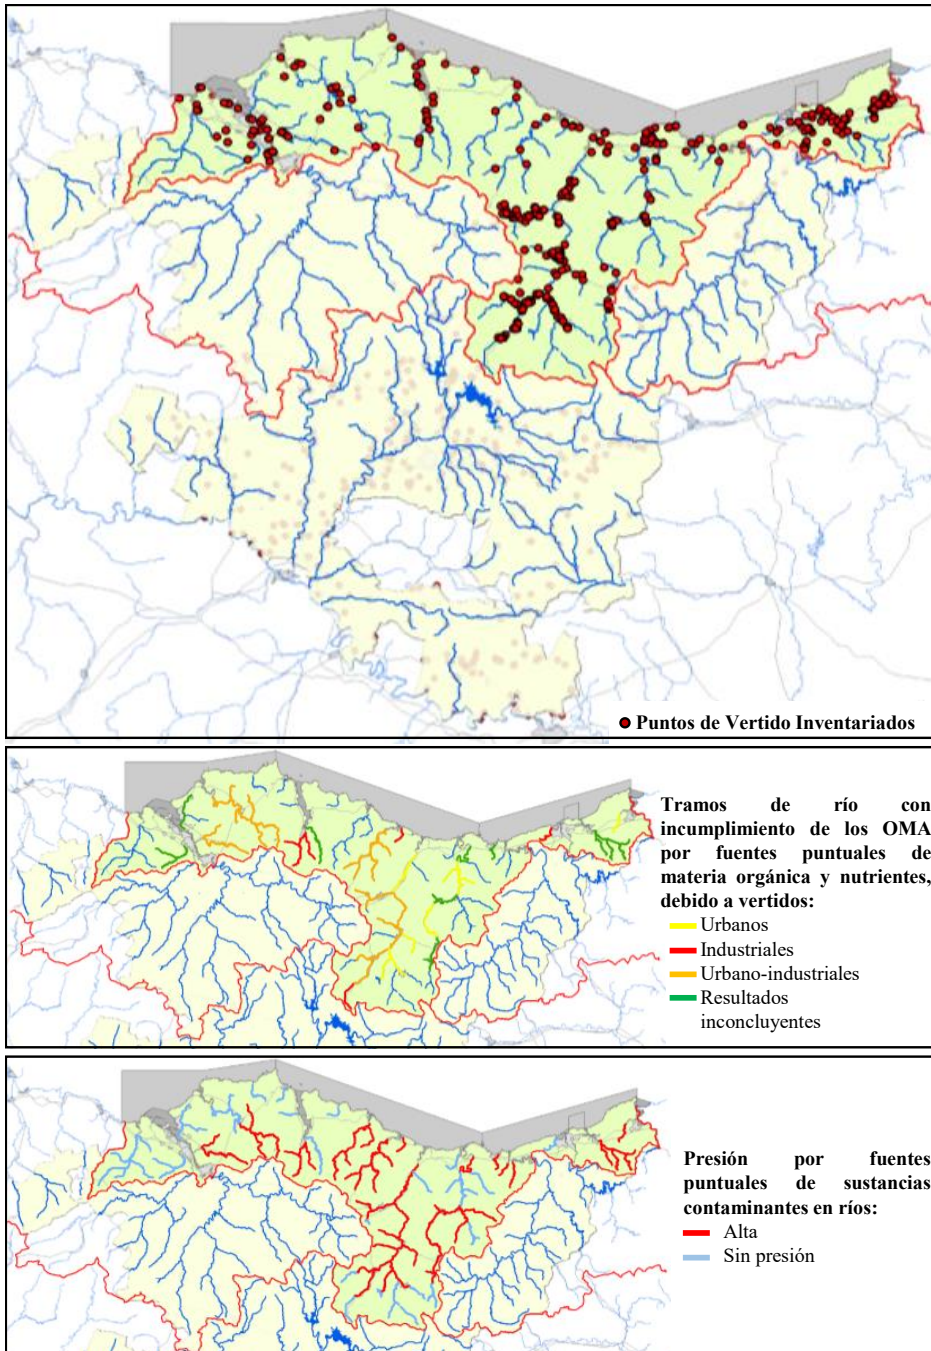 Puntos de Vertido Inventariados
Tramos de río con
incumplimiento de los OMA
por fuentes puntuales de
materia orgánica y nutrientes,
debido a vertidos:
Urbanos
Industriales
Urbano-industriales
Resultados
inconcluyentes
Presión por fuentes
puntuales de sustancias
contaminantes en ríos:
Alta
Sin presión